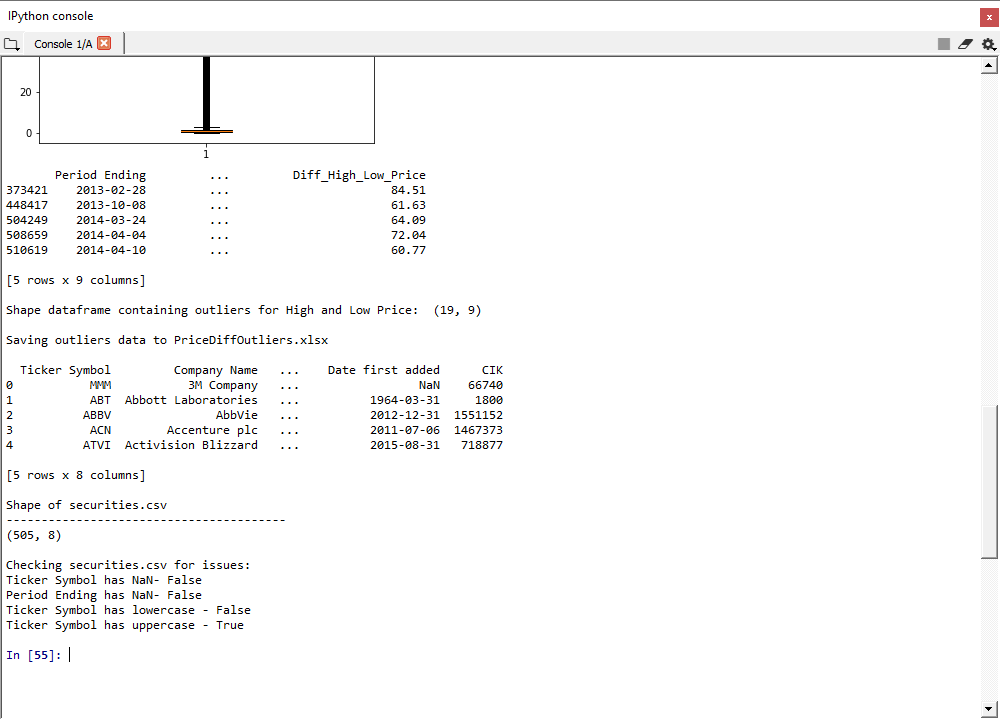 IPython console
Console 1/A
20
0
1
Period Ending ... Diff_High_Low_Price
373421 2013-02-28 ... 84.51
448417 2013-10-08 ... 61.63
504249 2014-03-24 ... 64.09
508659 2014-04-04 ... 72.04
510619 2014-04-10 ... 60.77
[5 rows x 9 columns]
Shape dataframe containing outliers for High and Low Price: (19, 9)
Saving outliers data to PriceDiffOutliers.xlsx
Ticker Symbol Company Name ... Date first added CIK
0 MMM 3M Company ... NaN 66740
1 ABT Abbott Laboratories ... 1964-03-31 1800
2 ABBV AbbVie ... 2012-12-31 1551152
3 ACN Accenture plc ... 2011-07-06 1467373
4 ATVI Activision Blizzard ... 2015-08-31 718877
[5 rows x 8 columns]
Shape of securities.csv
----------------------------------------
(505, 8)
Checking securities.csv for issues:
Ticker Symbol has NaN- False
Period Ending has NaN- False
Ticker Symbol has lowercase - False
Ticker Symbol has uppercase - True
In [55]: